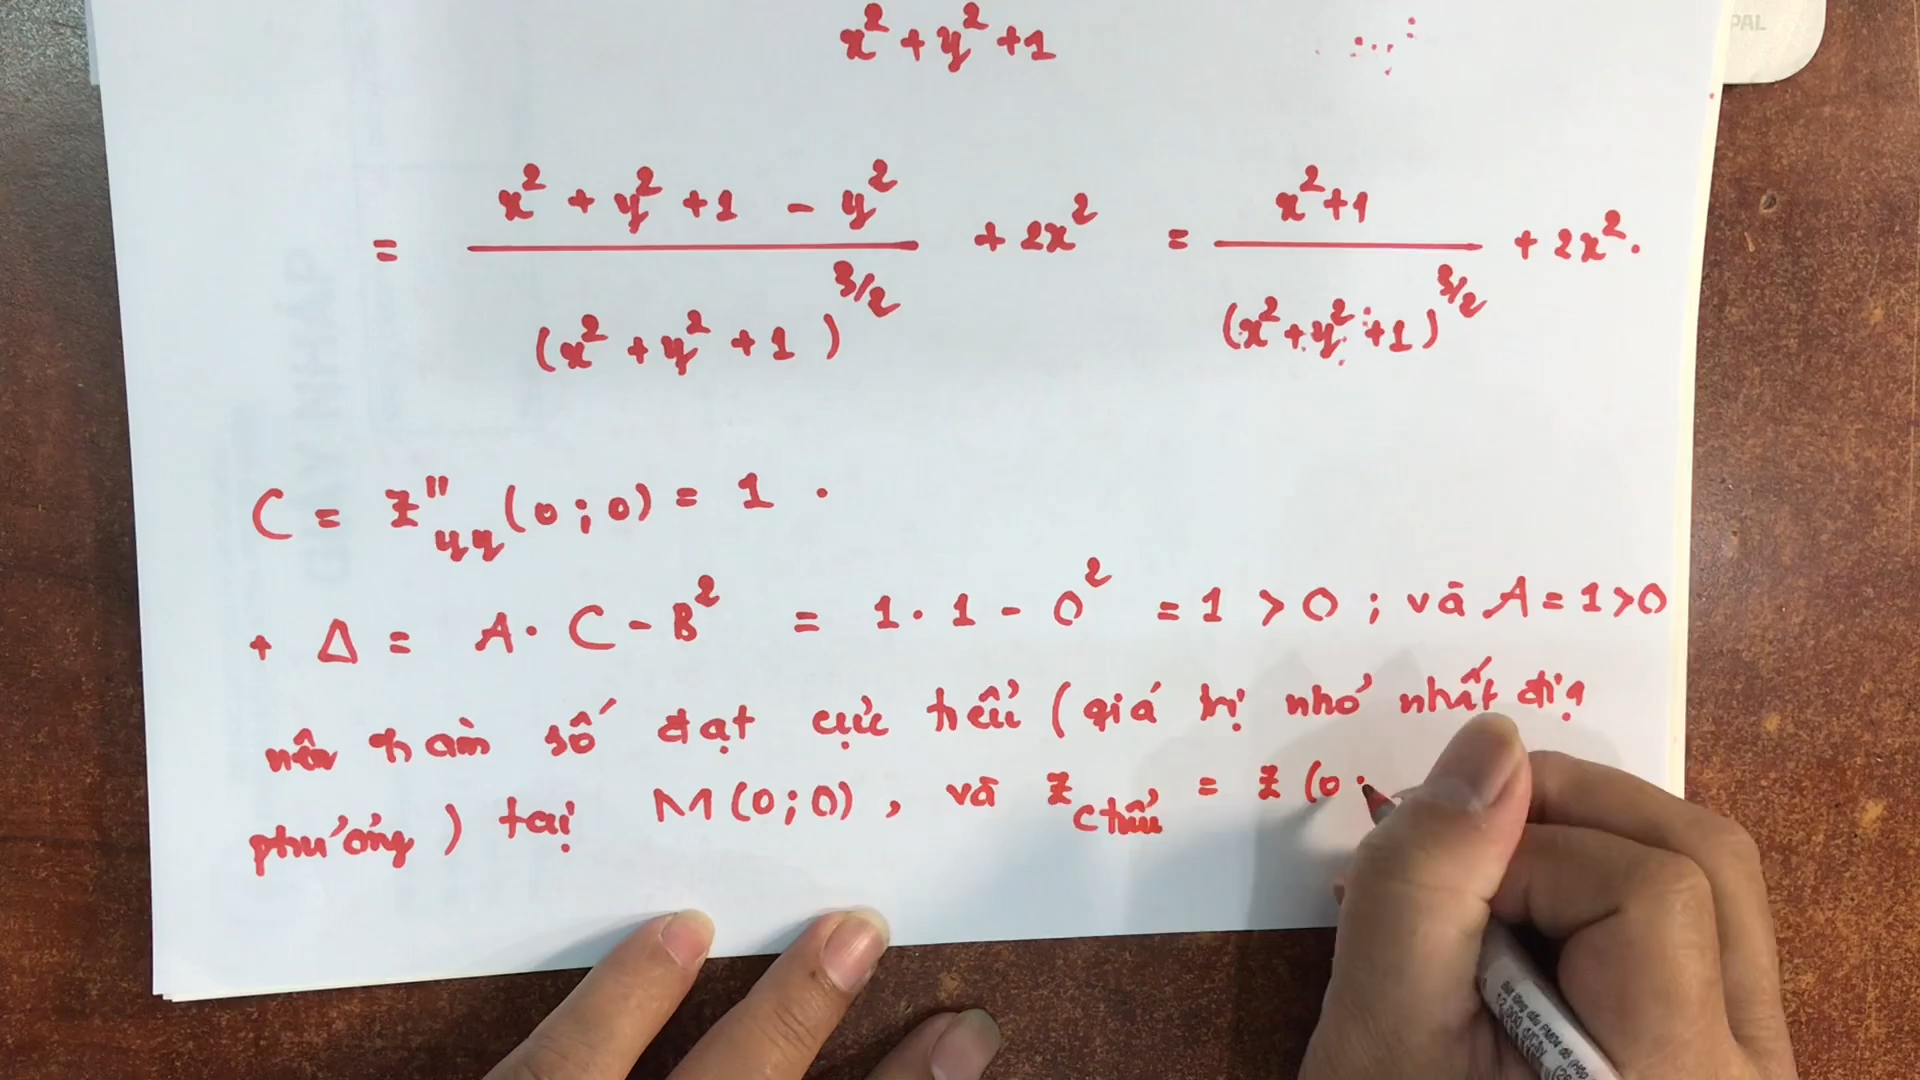 PAL
x² + y² + 1
= (x² + y² + 1 - y²) / (x² + y² + 1)^(3/2) + 2x² = (x² + 1) / (x² + y² + 1)^(3/2) + 2x².
C = Z''yy (0 ; 0) = 1 .
+ Δ = A . C - B² = 1 . 1 - 0² = 1 > 0 ; và A = 1 > 0
nên hàm số đạt cực tiểu ( giá trị nhỏ nhất địa
phương ) tại M (0 ; 0) , và Z ctiểu = Z (0 ;